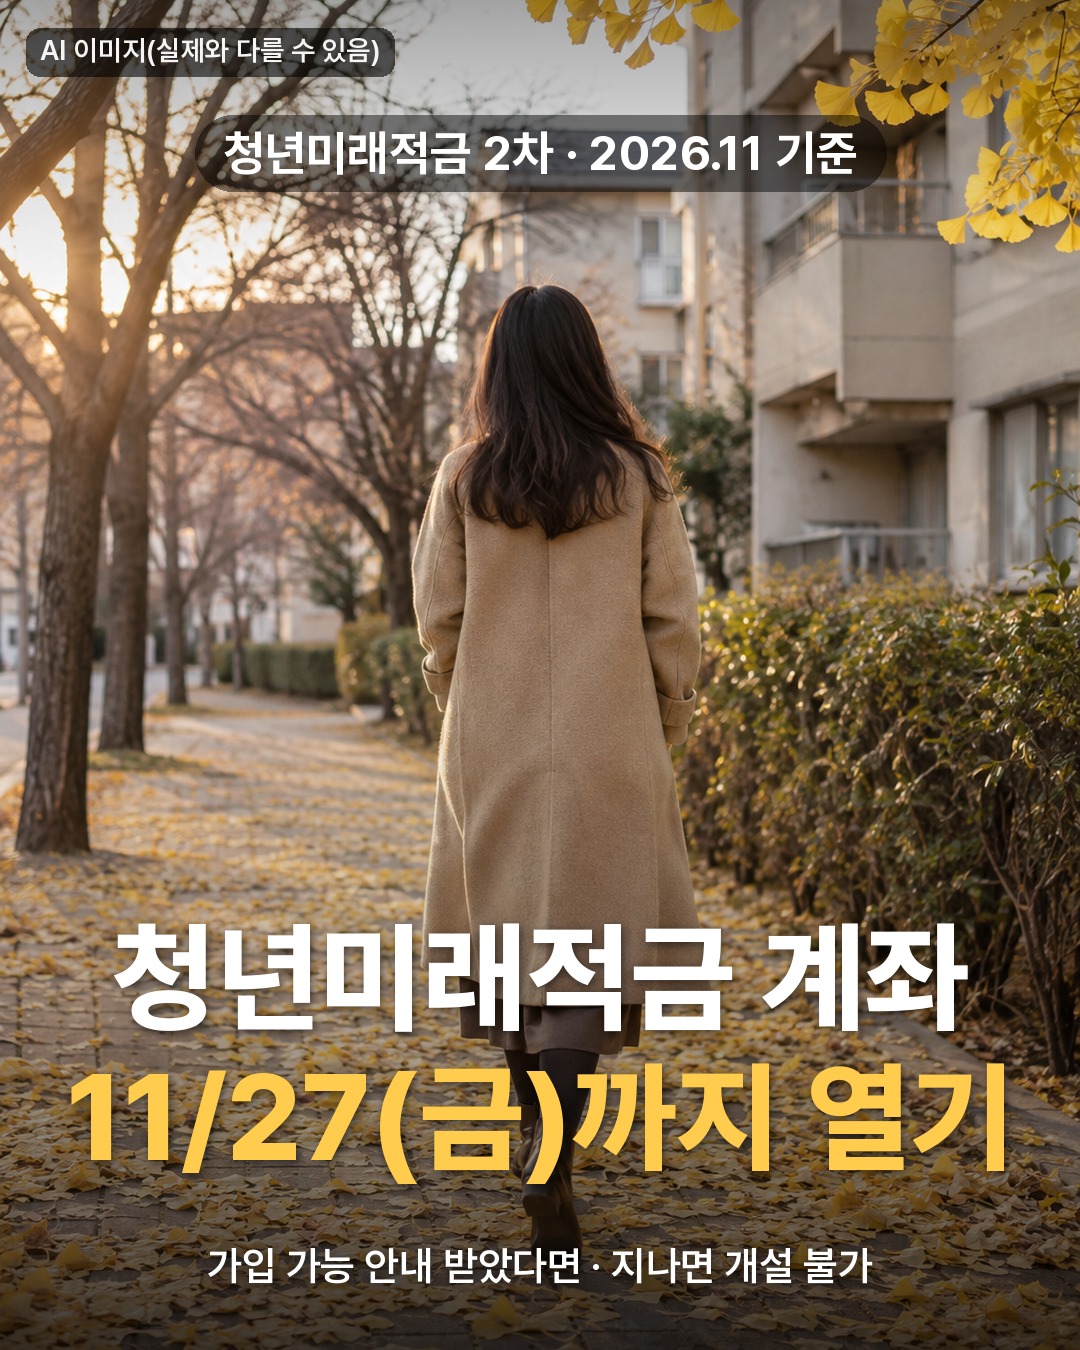 AI 이미지(실제와 다를 수 있음)
청년미래적금 2차 · 2026.11 기준
청년미래적금 계좌
11/27(금)까지 열기
가입 가능 안내 받았다면 · 지나면 개설 불가